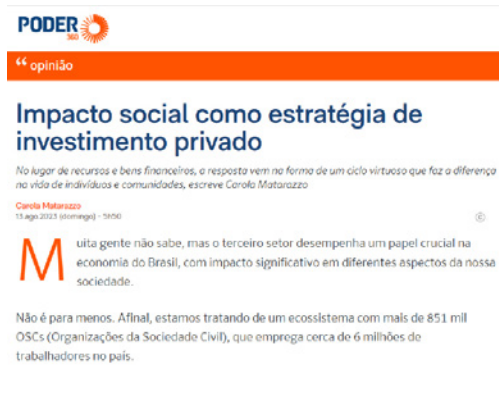 PODER
360
“ opinião
Impacto social como estratégia de
investimento privado
No lugar de recursos e bens financeiros, a resposta vem na forma de um ciclo virtuoso que faz a diferença
na vida de indivíduos e comunidades, escreve Carola Matarazzo
Carola Matarazzo
13.ago.2023 (domingo) - 5h50
Muita gente não sabe, mas o terceiro setor desempenha um papel crucial na
economia do Brasil, com impacto significativo em diferentes aspectos da nossa
sociedade.
Não é para menos. Afinal, estamos tratando de um ecossistema com mais de 851 mil
OSCs (Organizações da Sociedade Civil), que emprega cerca de 6 milhões de
trabalhadores no país.